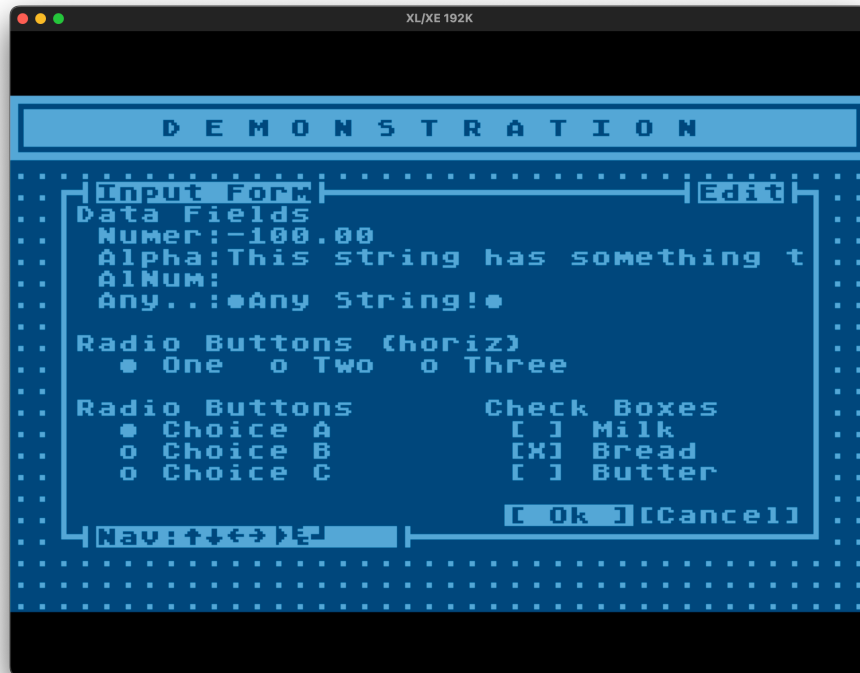 XL/XE 192K
D E M O N S T R A T I O N
Input Form Edit
Data Fields
Numer:-100.00
Alpha:This string has something t
AlNum:
Any..:●Any String!●
Radio Buttons (horiz)
● One o Two o Three
Radio Buttons Check Boxes
● Choice A [ ] Milk
o Choice B [X] Bread
o Choice C [ ] Butter
[ Ok ][Cancel]
Nav:↑↓←→